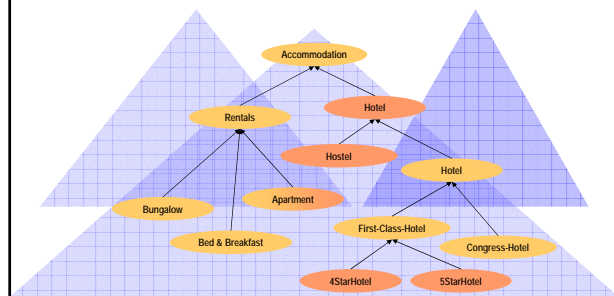 Accommodation
Hotel
Rentals
Hostel
Hotel
Apartment
Bungalow
First-Class-Hotel
Bed & Breakfast
Congress-Hotel
4StarHotel
5StarHotel